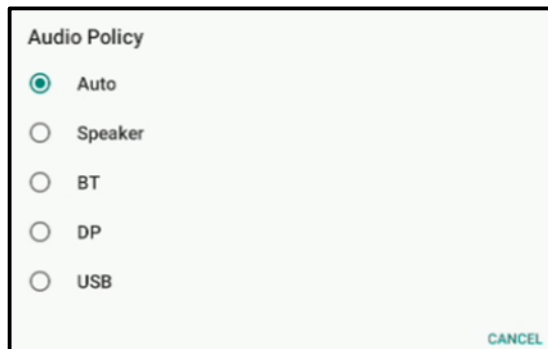 Audio Policy
Auto
Speaker
BT
DP
USB
CANCEL